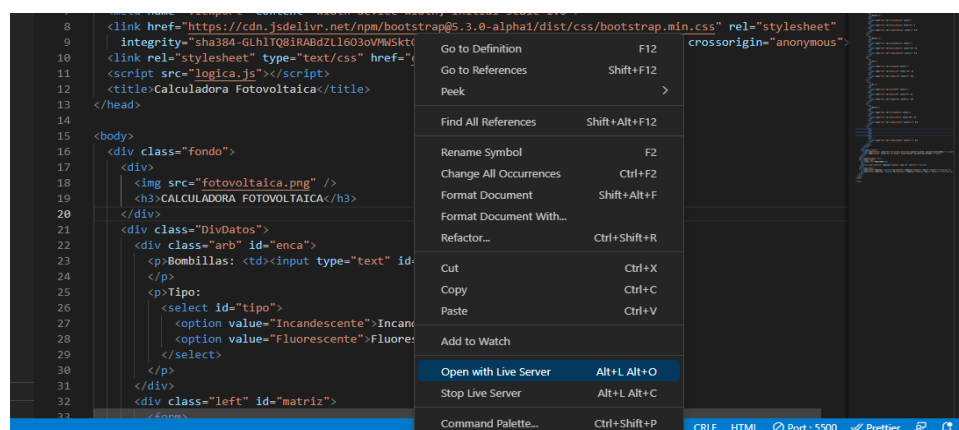 8 <link href="https://cdn.jsdelivr.net/npm/bootstrap@5.3.0-alpha1/dist/css/bootstrap.min.css" rel="stylesheet"
9 integrity="sha384-GLhlTQ8iRABdZLl6O3oVMWSkt crossorigin="anonymous">
10 <link rel="stylesheet" type="text/css" href="
11 <script src="logica.js"></script>
12 <title>Calculadora Fotovoltaica</title>
13 </head>
14
15 <body>
16 <div class="fondo">
17 <div>
18 <img src="fotovoltaica.png" />
19 <h3>CALCULADORA FOTOVOLTAICA</h3>
20 </div>
21 <div class="DivDatos">
22 <div class="arb" id="enca">
23 <p>Bombillas: <td><input type="text" id=
24 </p>
25 <p>Tipo:
26 <select id="tipo">
27 <option value="Incandescente">Incand
28 <option value="Fluorescente">Fluores
29 </select>
30 </p>
31 </div>
32 <div class="left" id="matriz">
33 <form>
Go to Definition F12
Go to References Shift+F12
Peek >
Find All References Shift+Alt+F12
Rename Symbol F2
Change All Occurrences Ctrl+F2
Format Document Shift+Alt+F
Format Document With...
Refactor... Ctrl+Shift+R
Cut Ctrl+X
Copy Ctrl+C
Paste Ctrl+V
Add to Watch
Open with Live Server Alt+L Alt+O
Stop Live Server Alt+L Alt+C
Command Palette... Ctrl+Shift+P
CRLF HTML Port : 5500 Prettier